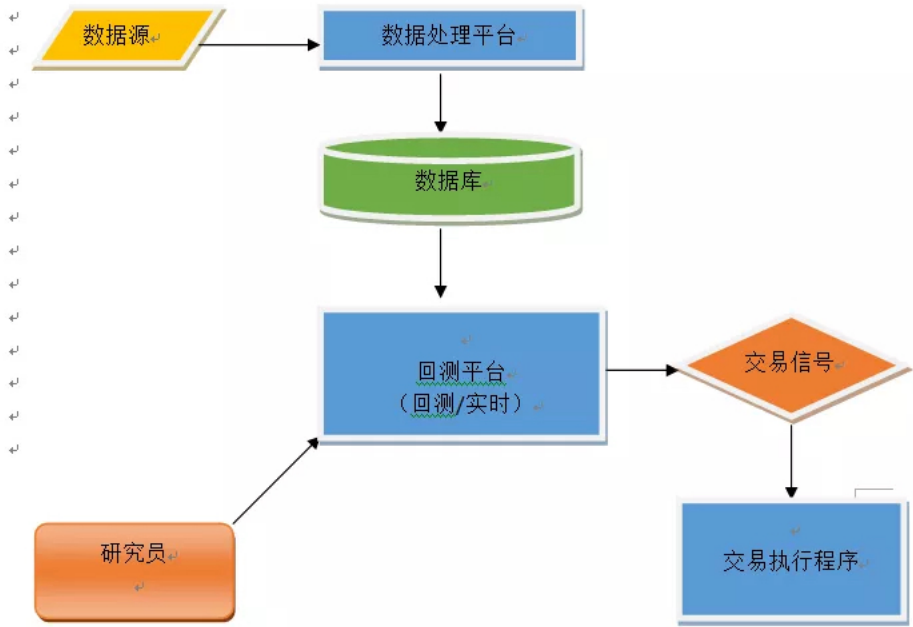 数据源
数据处理平台
数据库
回测平台
（回测/实时）
交易信号
研究员
交易执行程序